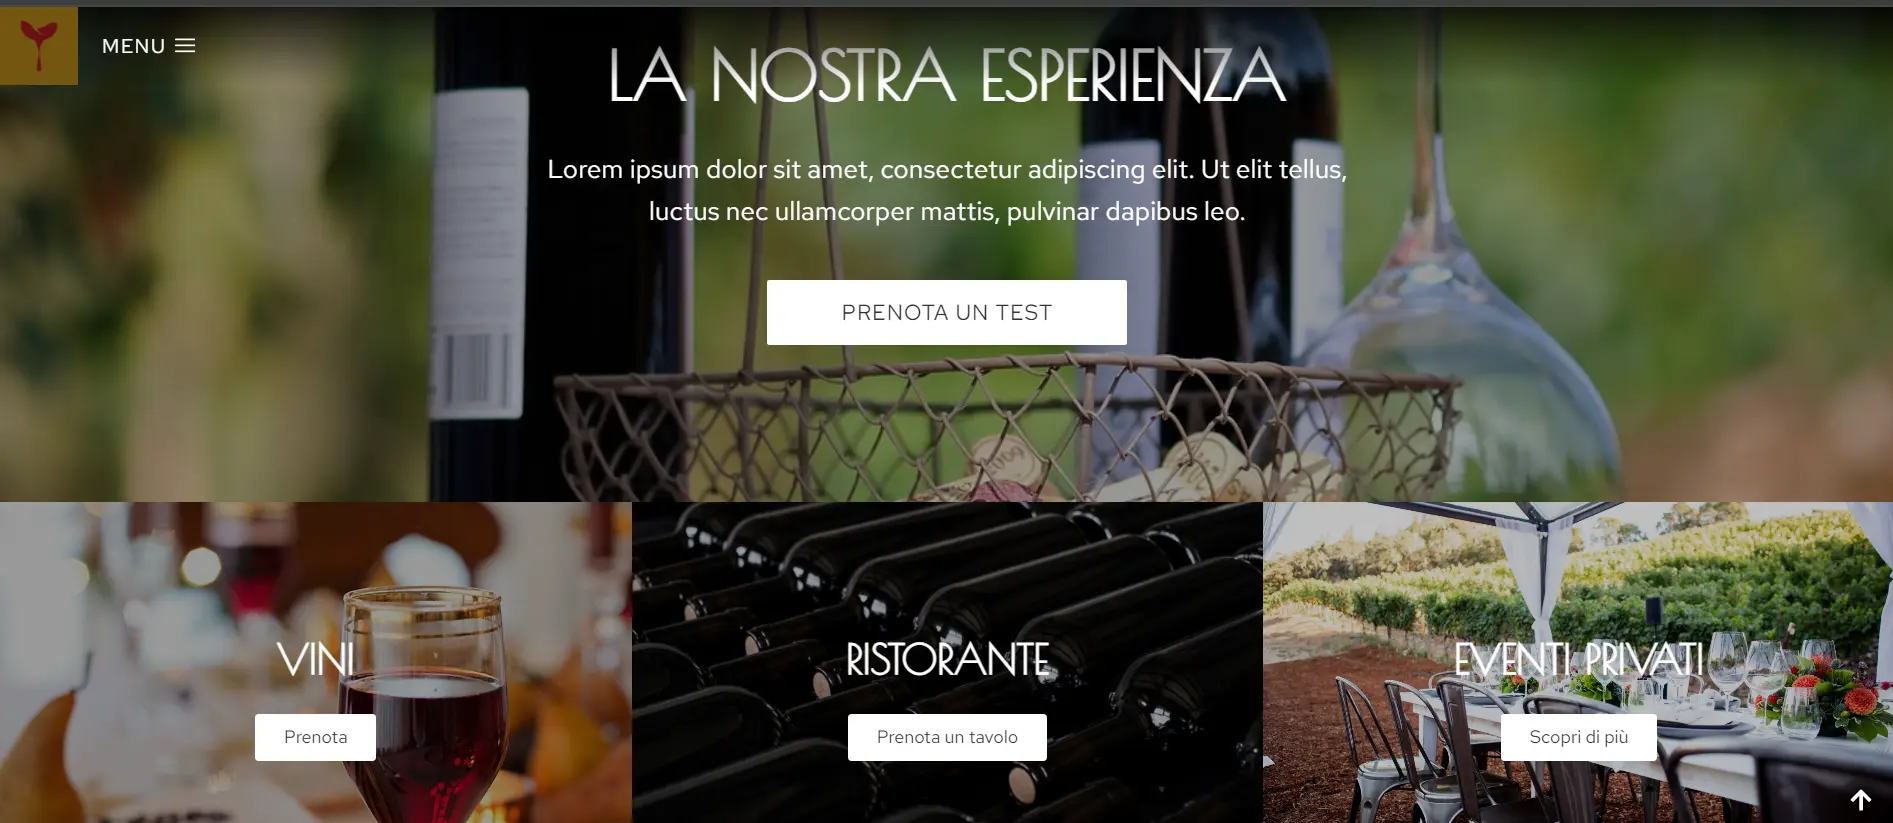 MENU
LA NOSTRA ESPERIENZA
Lorem ipsum dolor sit amet, consectetur adipiscing elit. Ut elit tellus,
luctus nec ullamcorper mattis, pulvinar dapibus leo.
PRENOTA UN TEST
2009
VINI
RISTORANTE
EVENTI PRIVATI
Prenota
Prenota un tavolo
Scopri di più